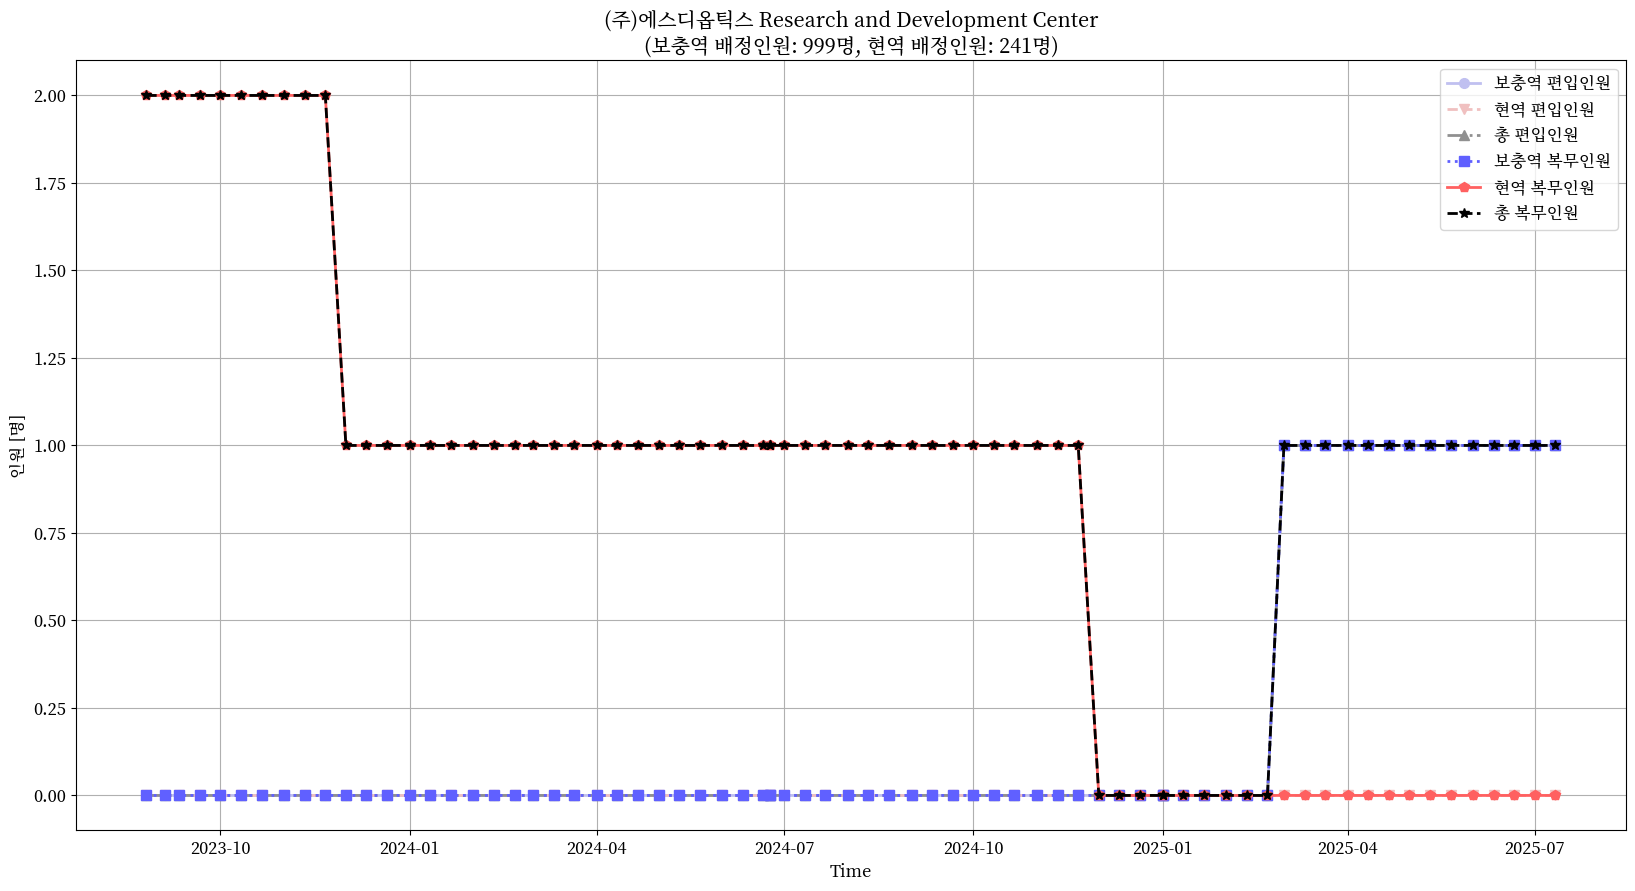 (주)에스디옵틱스 Research and Development Center
(보충역 배정인원: 999명, 현역 배정인원: 241명)
보충역 편입인원
현역 편입인원
총 편입인원
보충역 복무인원
현역 복무인원
총 복무인원
2.00
1.75
1.50
1.25
1.00
0.75
0.50
0.25
0.00
인원 [명]
2023-10
2024-01
2024-04
2024-07
2024-10
2025-01
2025-04
2025-07
Time